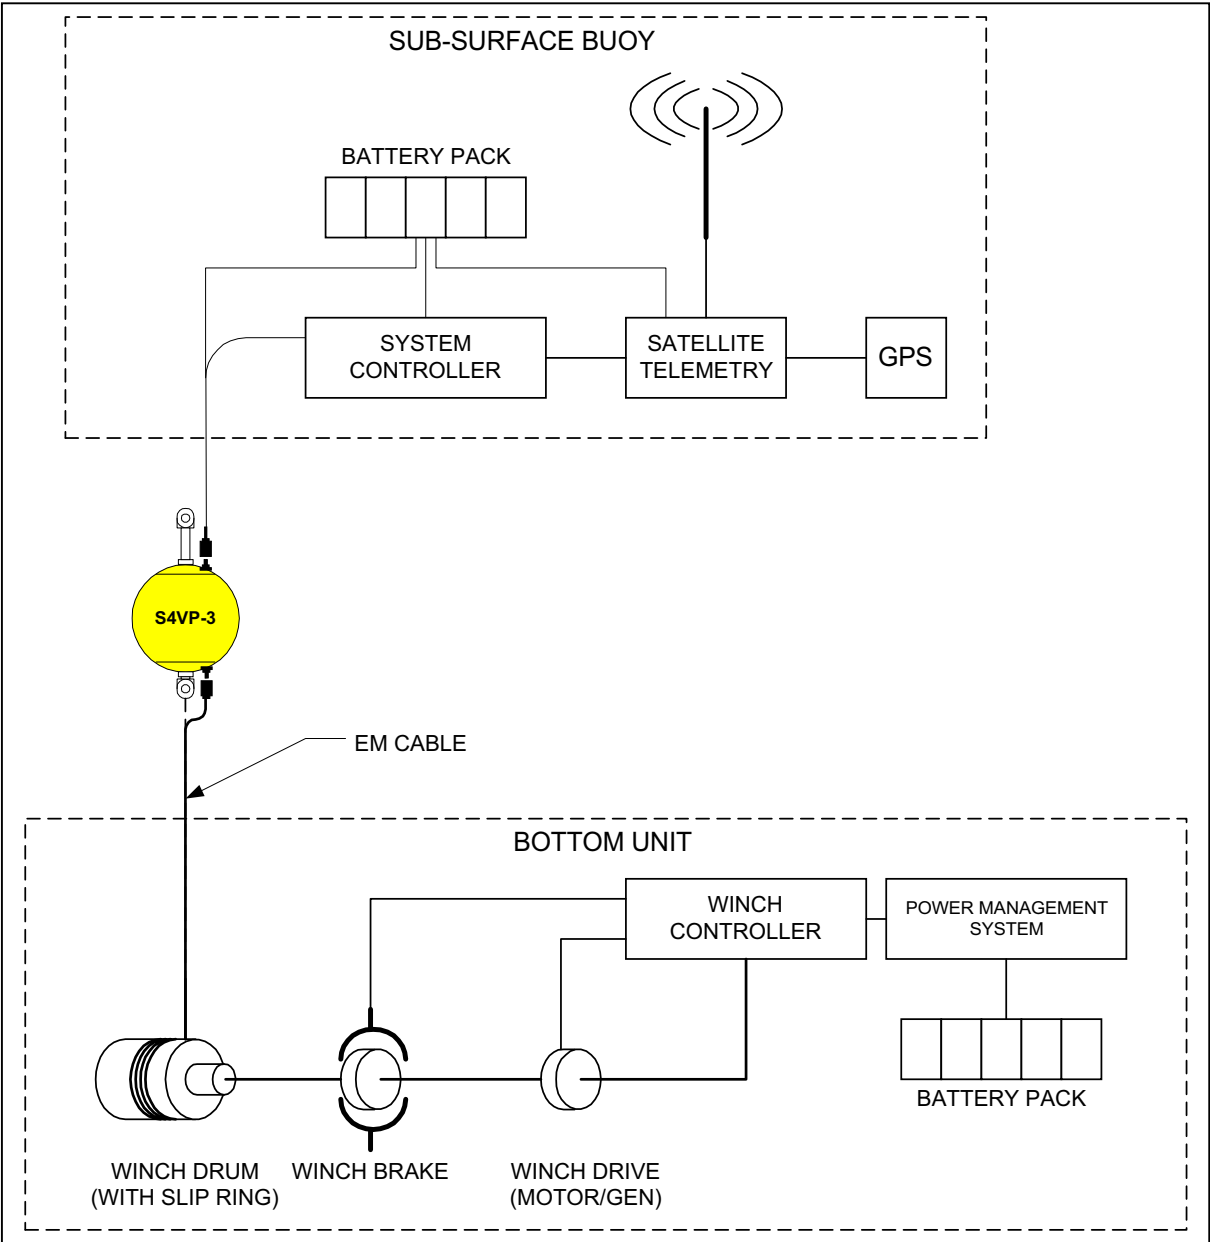 SUB-SURFACE BUOY
BATTERY PACK
SYSTEM
CONTROLLER
SATELLITE
TELEMETRY
GPS
S4VP-3
EM CABLE
BOTTOM UNIT
WINCH
CONTROLLER
POWER MANAGEMENT
SYSTEM
BATTERY PACK
WINCH DRUM
(WITH SLIP RING)
WINCH BRAKE
WINCH DRIVE
(MOTOR/GEN)